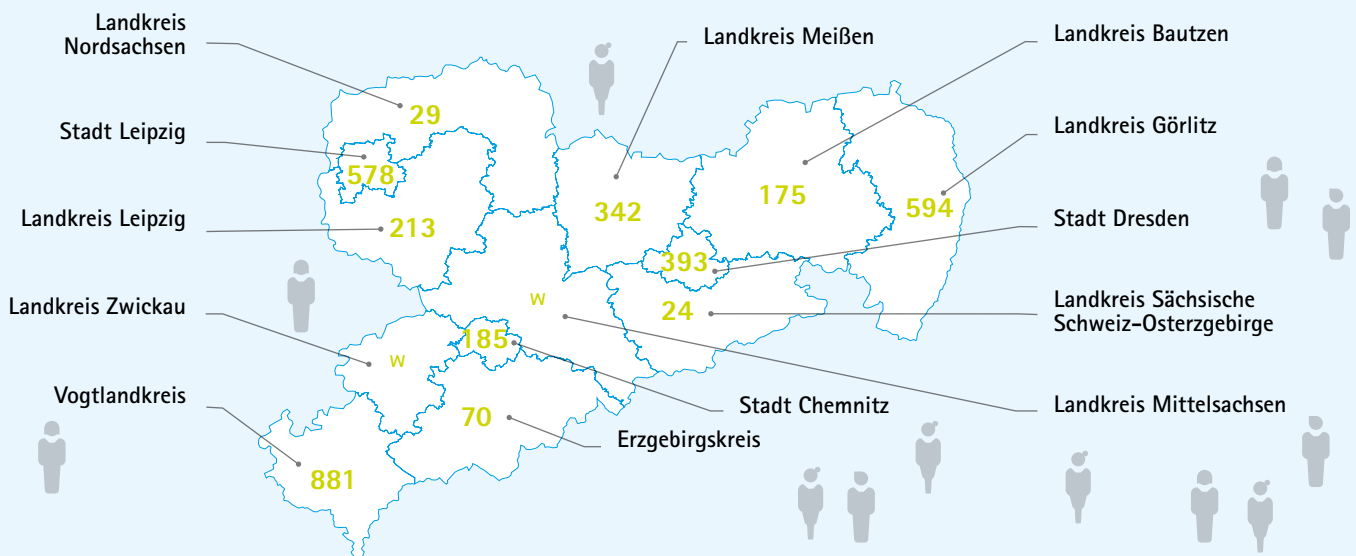 Landkreis
Nordsachsen
Landkreis Meißen
Landkreis Bautzen
29
Stadt Leipzig
Landkreis Görlitz
578
175
342
594
Landkreis Leipzig
213
Stadt Dresden
393
Landkreis Zwickau
w
24
Landkreis Sächsische
Schweiz-Osterzgebirge
185
w
Vogtlandkreis
Stadt Chemnitz
Landkreis Mittelsachsen
70
Erzgebirgskreis
881